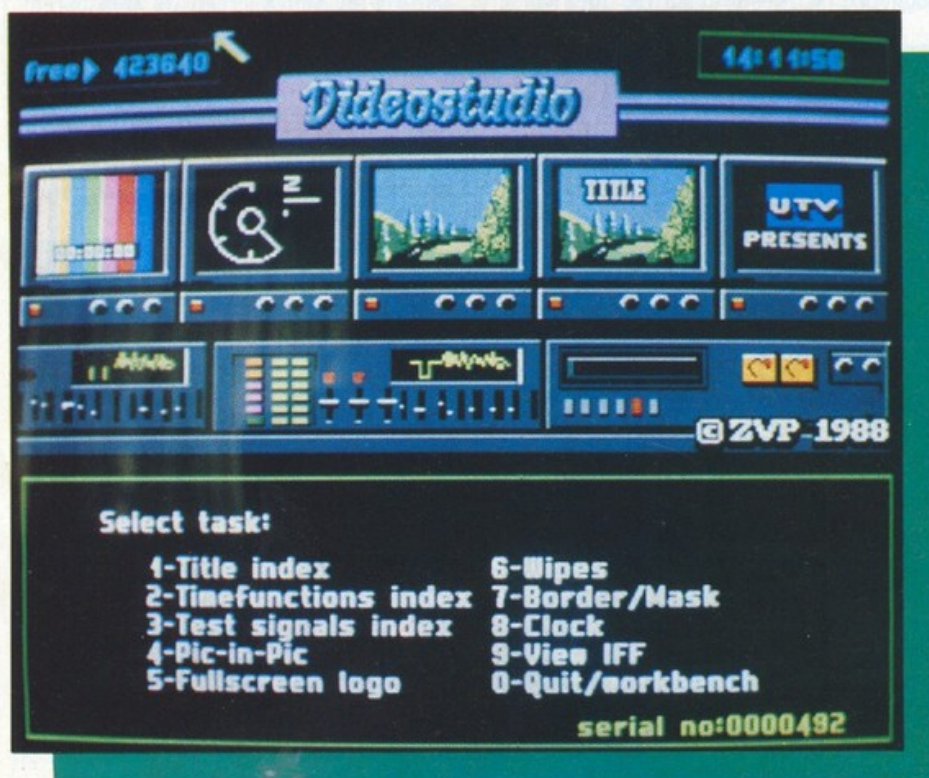 free▶ 423640
14:11:56
Videostudio
00:00:00
2
TITLE
UTV
PRESENTS
© ZVP 1988
Select task:
1-Title index
2-Timefunctions index
3-Test signals index
4-Pic-in-Pic
5-Fullscreen logo
6-Wipes
7-Border/Mask
8-Clock
9-View IFF
0-Quit/workbench
serial no:0000492